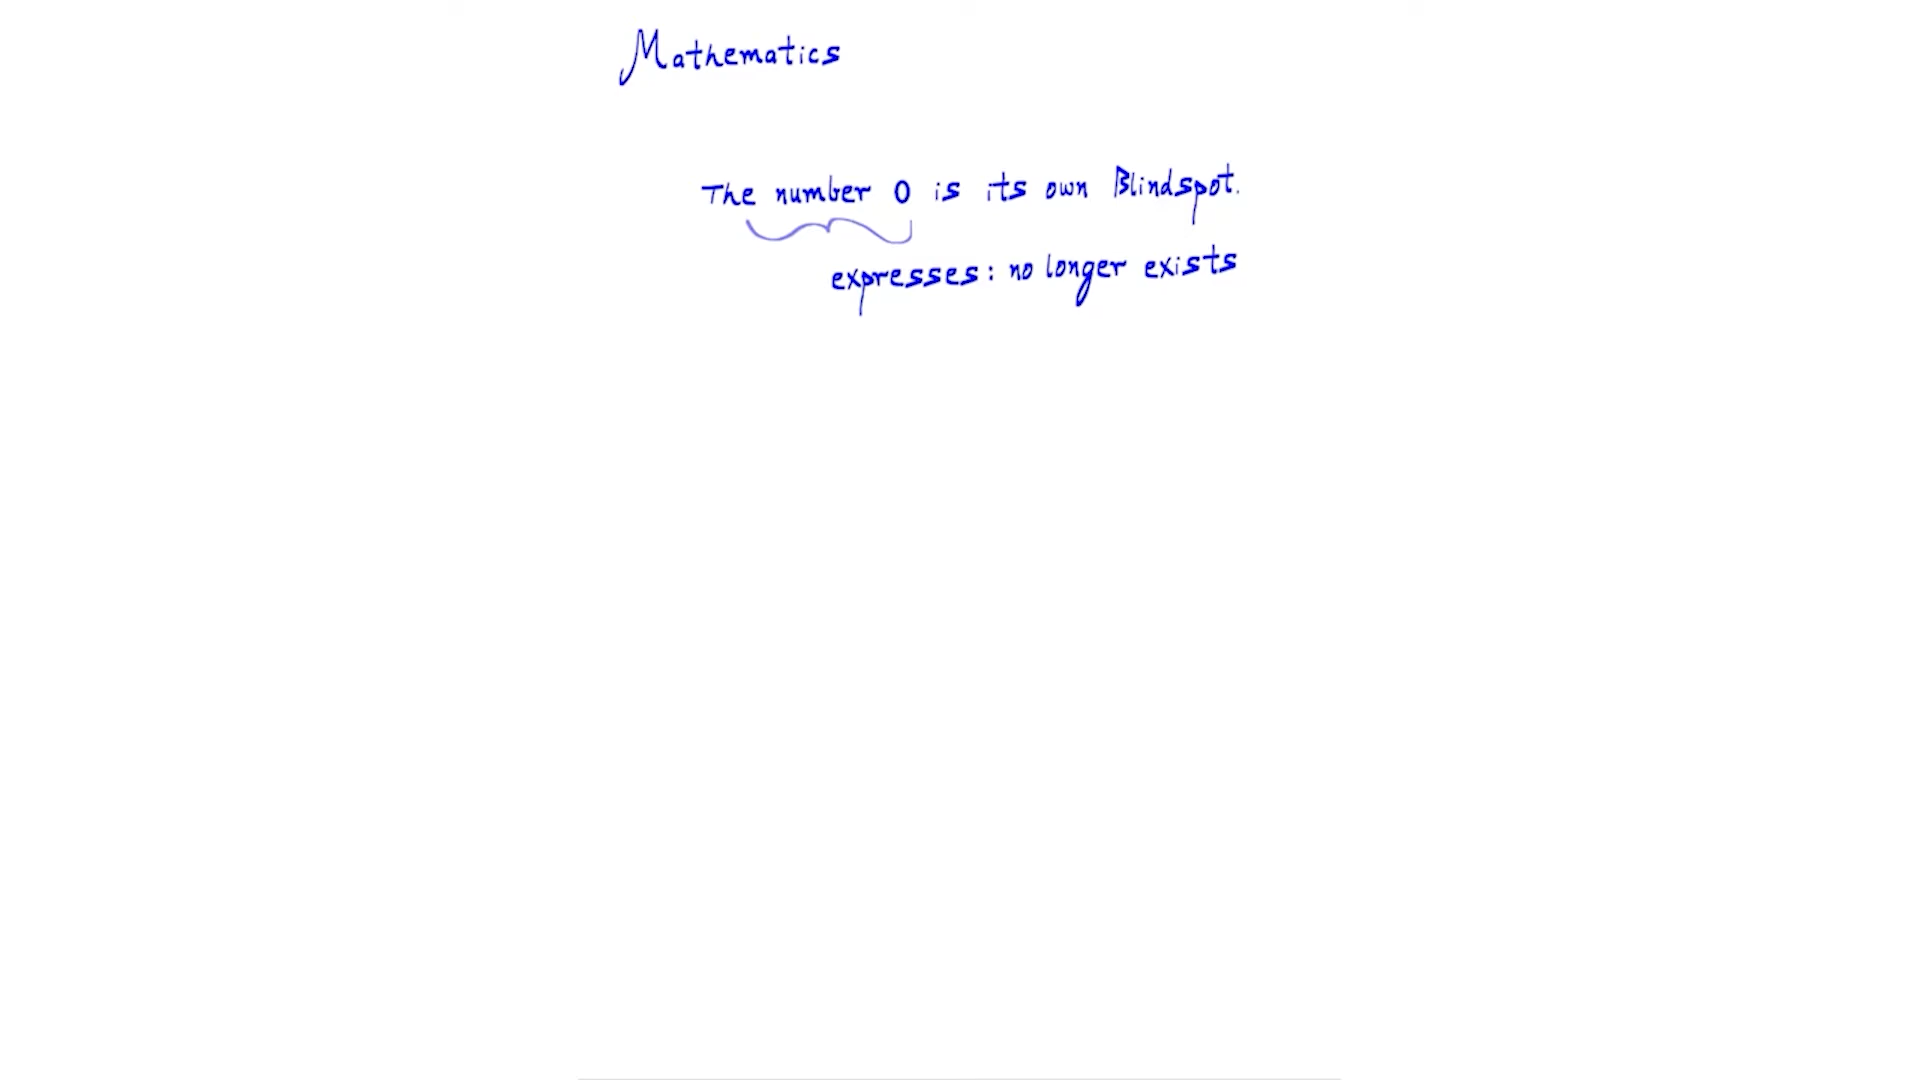 Mathematics
The number 0 is its own Blindspot.
expresses: no longer exists